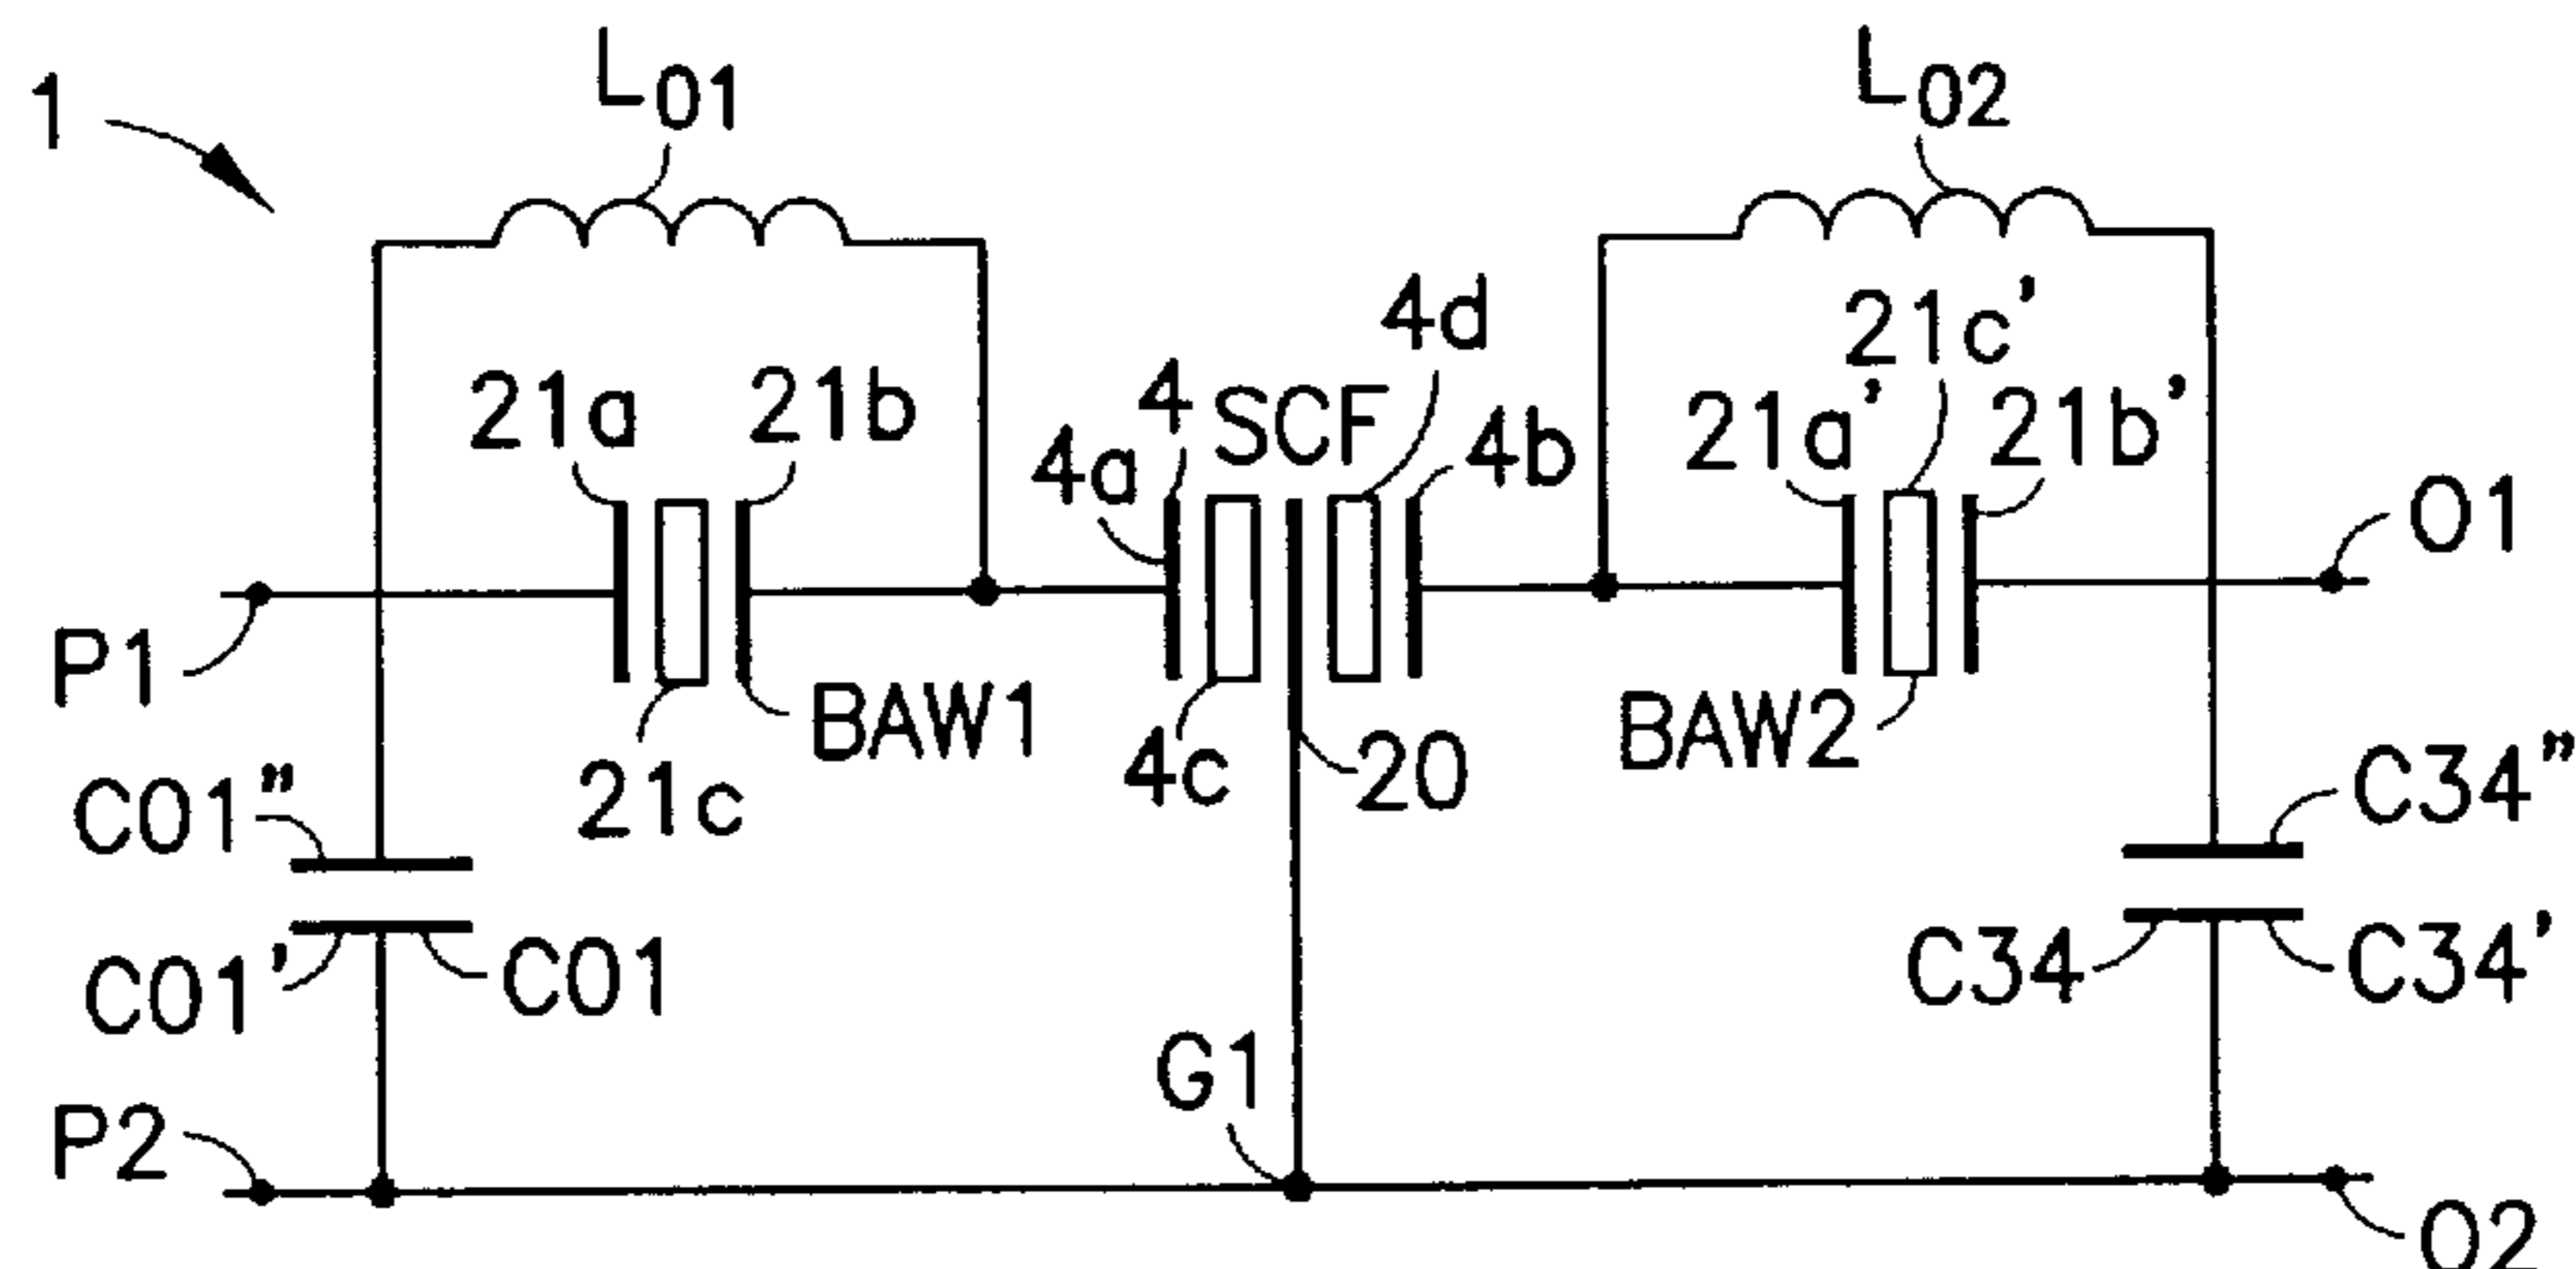 1
L01
L02
21a
21b
4
SCF
4d
4a
4b
21c'
21a'
21b'
O1
P1
BAW1
4c
20
BAW2
C01"
21c
C34"
C01'
C01
C34
C34'
G1
P2
O2